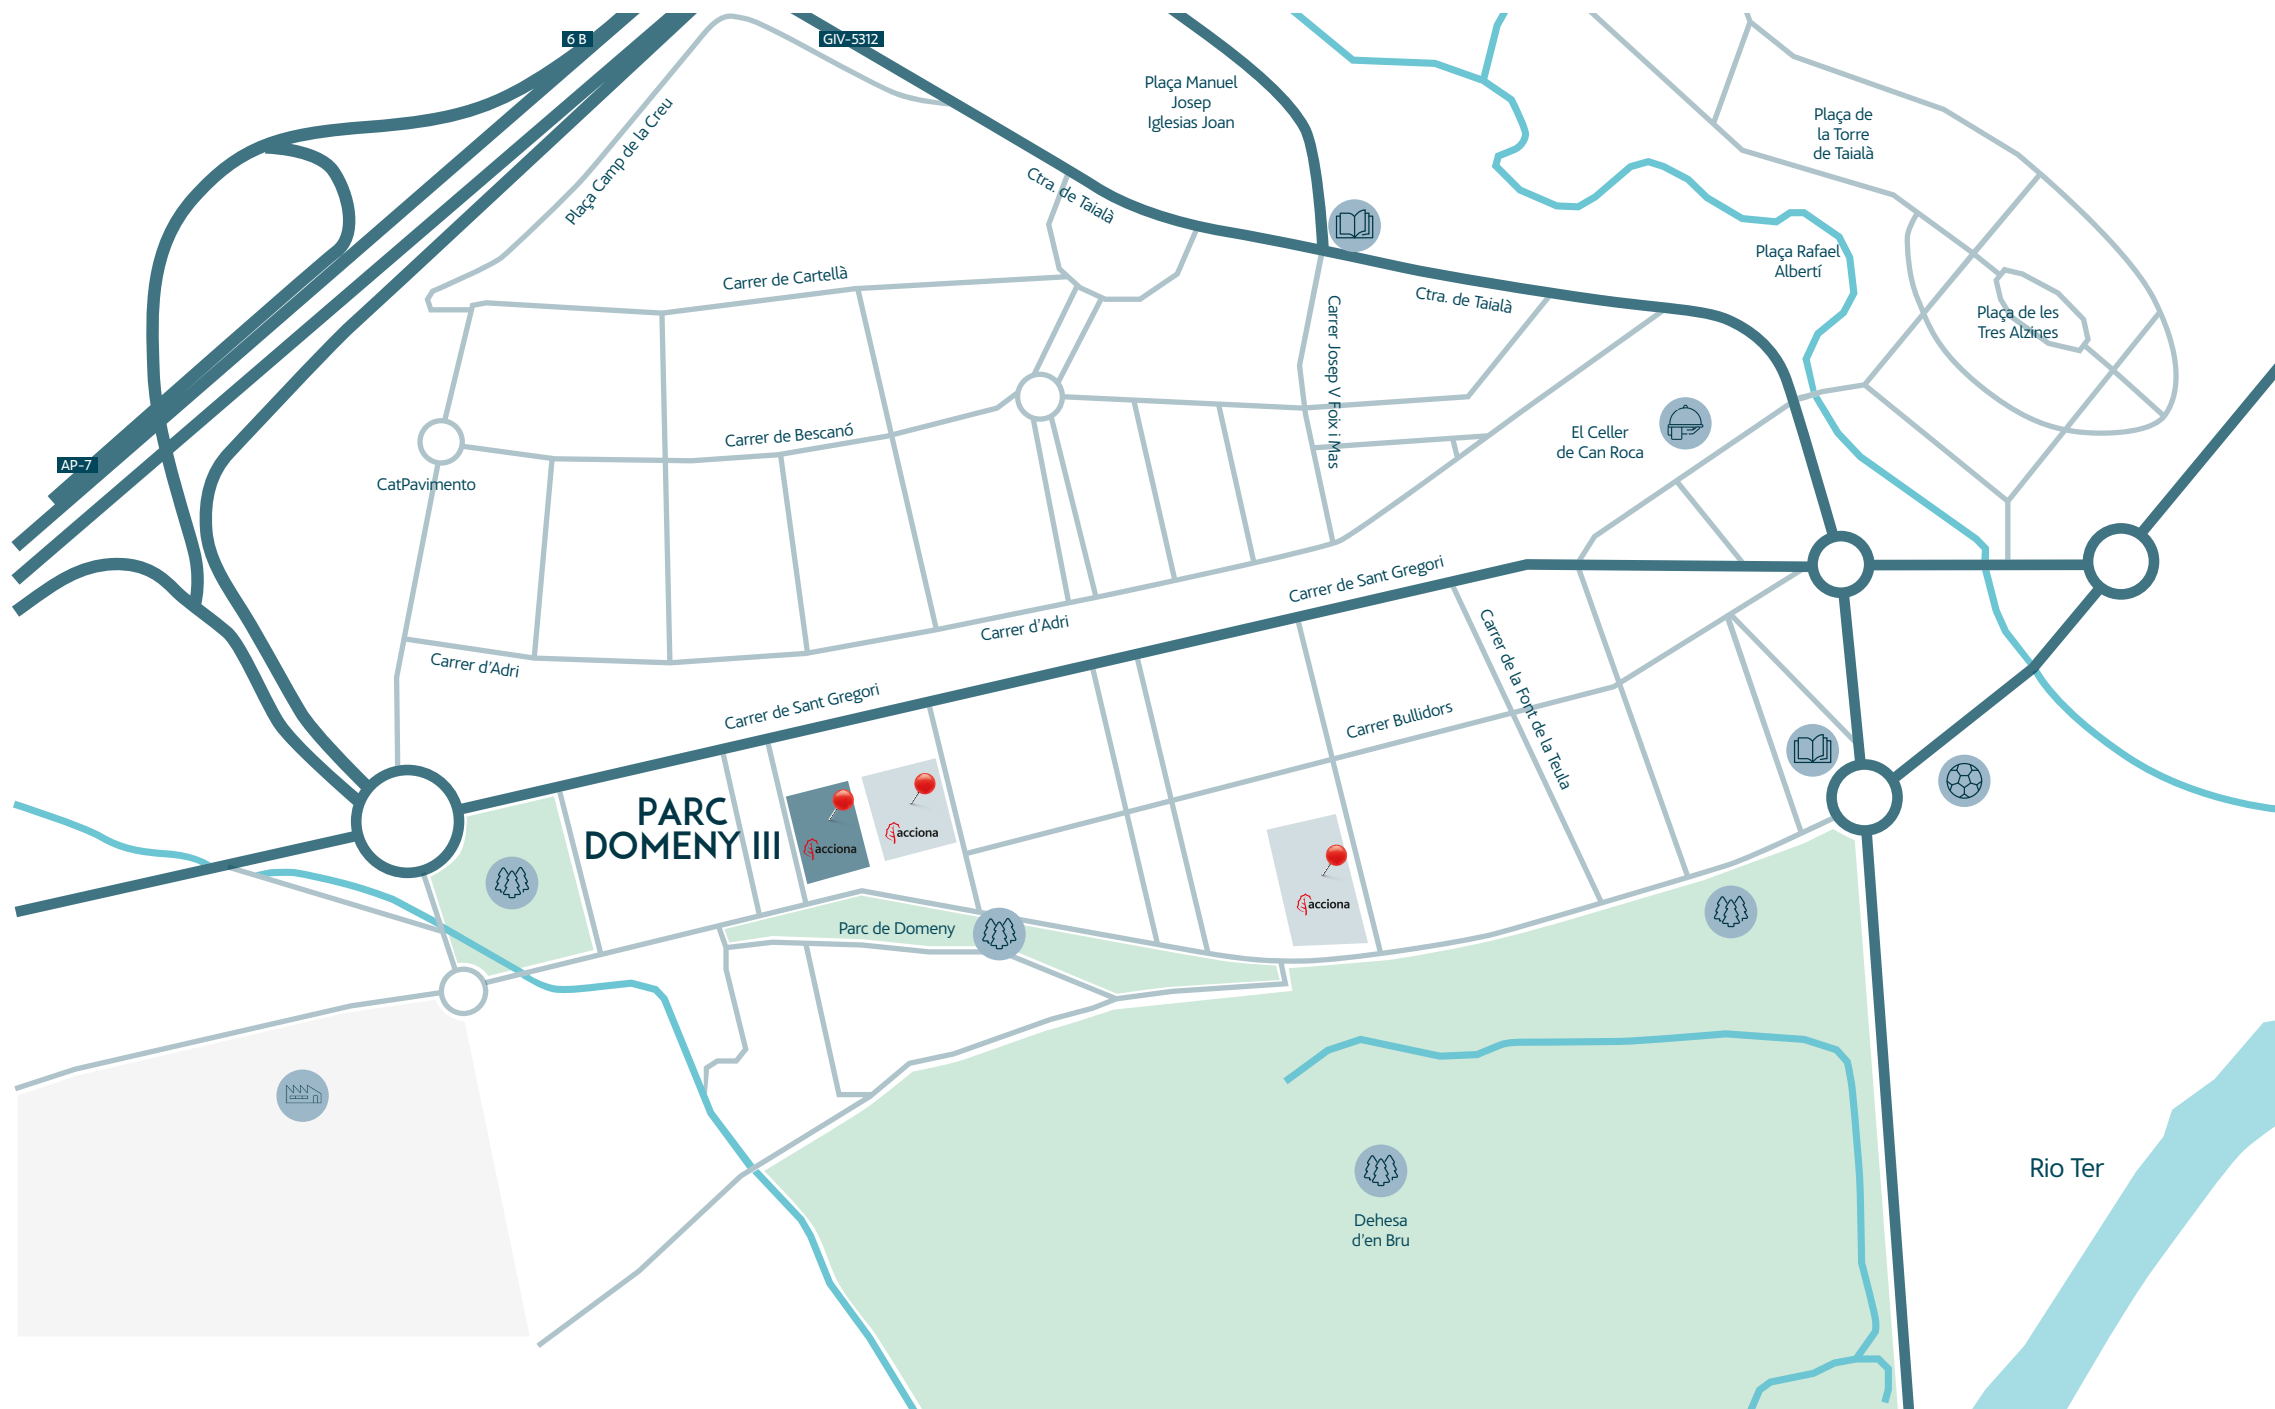 6 B
GIV-5312
Plaça Manuel
Josep
Iglesias Joan
Plaça Camp de la Creu
Plaça de
la Torre
de Taialà
Ctra. de Taialà
Plaça Rafael
Albertí
Carrer de Cartellà
Ctra. de Taialà
Carrer Josep V Foix i Mas
Plaça de les
Tres Alzines
Carrer de Bescanó
El Celler
de Can Roca
AP-7
CatPavimento
Carrer de Sant Gregori
Carrer d'Adri
Carrer d'Adri
Carrer de la Font de la Teula
Carrer de Sant Gregori
Carrer Bullidors
PARC
DOMENY III
acciona
acciona
acciona
Parc de Domeny
Rio Ter
Dehesa
d'en Bru